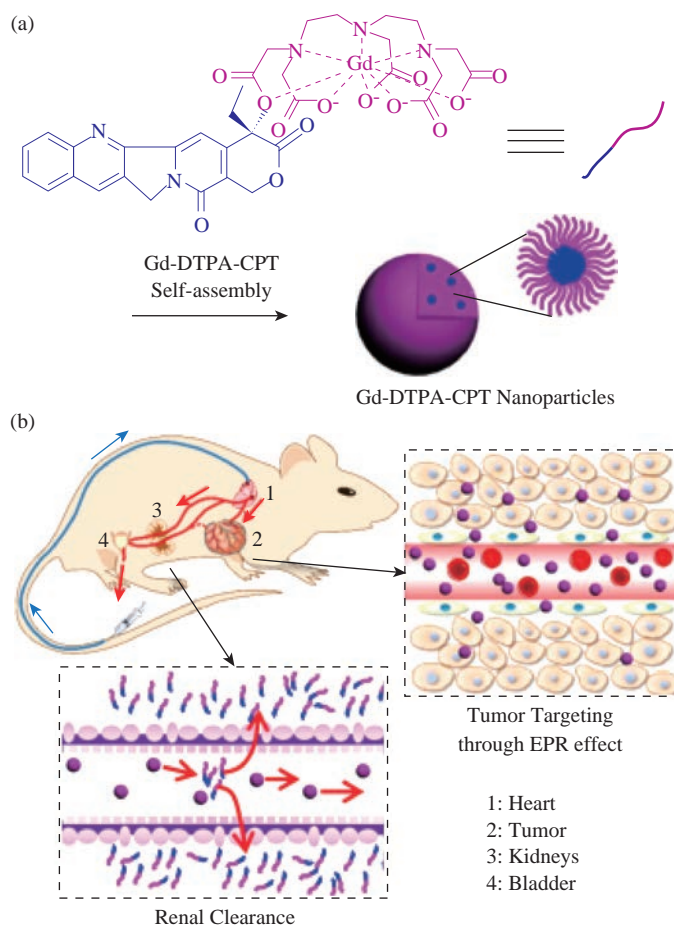 (a)
N
N
N
Gd
O
O
O
O
O
O-
O-
O-
O-
O
O
N
N
O
O
Gd-DTPA-CPT
Self-assembly
Gd-DTPA-CPT Nanoparticles
(b)
1
2
3
4
Tumor Targeting
through EPR effect
1: Heart
2: Tumor
3: Kidneys
4: Bladder
Renal Clearance